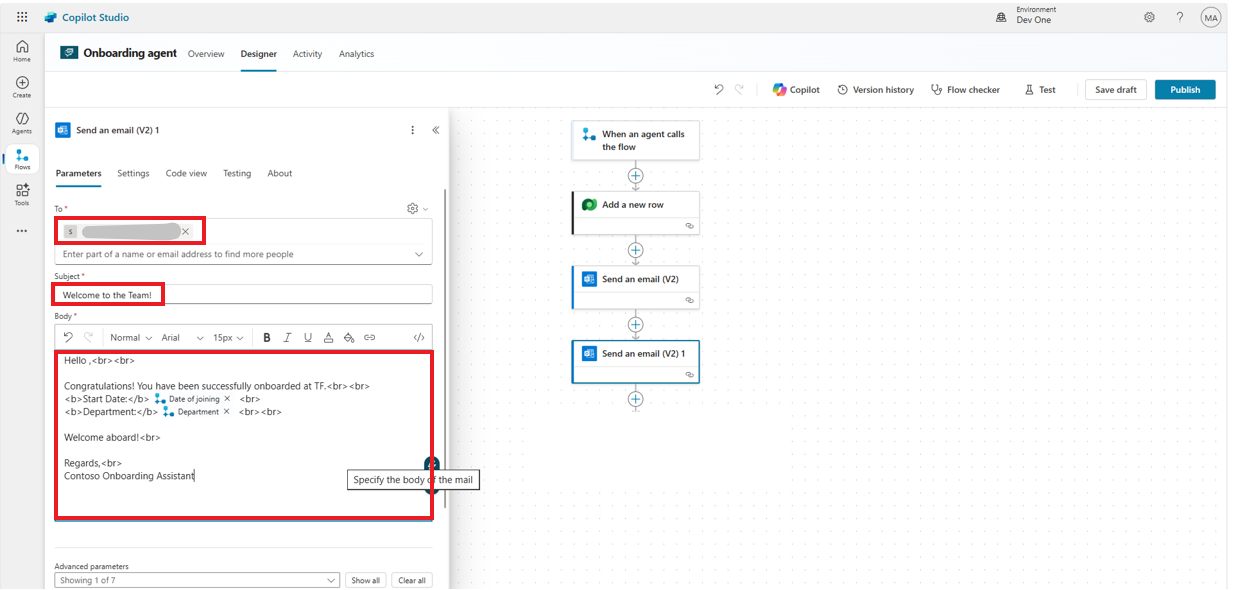 Copilot Studio
Environment
Dev One
MA
Home
Create
Agents
Flows
Tools
Onboarding agent
Overview
Designer
Activity
Analytics
Copilot
Version history
Flow checker
Test
Save draft
Publish
Send an email (V2) 1
Parameters
Settings
Code view
Testing
About
To *
S
Enter part of a name or email address to find more people
Subject *
Welcome to the Team!
Body *
Normal
Arial
15px
B I U A </>
Hello ,<br><br>
Congratulations! You have been successfully onboarded at TF.<br><br>
<b>Start Date:</b> Date of joining × <br>
<b>Department:</b> Department × <br><br>
Welcome aboard!<br>
Regards,<br>
Contoso Onboarding Assistant
Specify the body of the mail
Advanced parameters
Showing 1 of 7
Show all
Clear all
When an agent calls
the flow
Add a new row
Send an email (V2)
Send an email (V2) 1